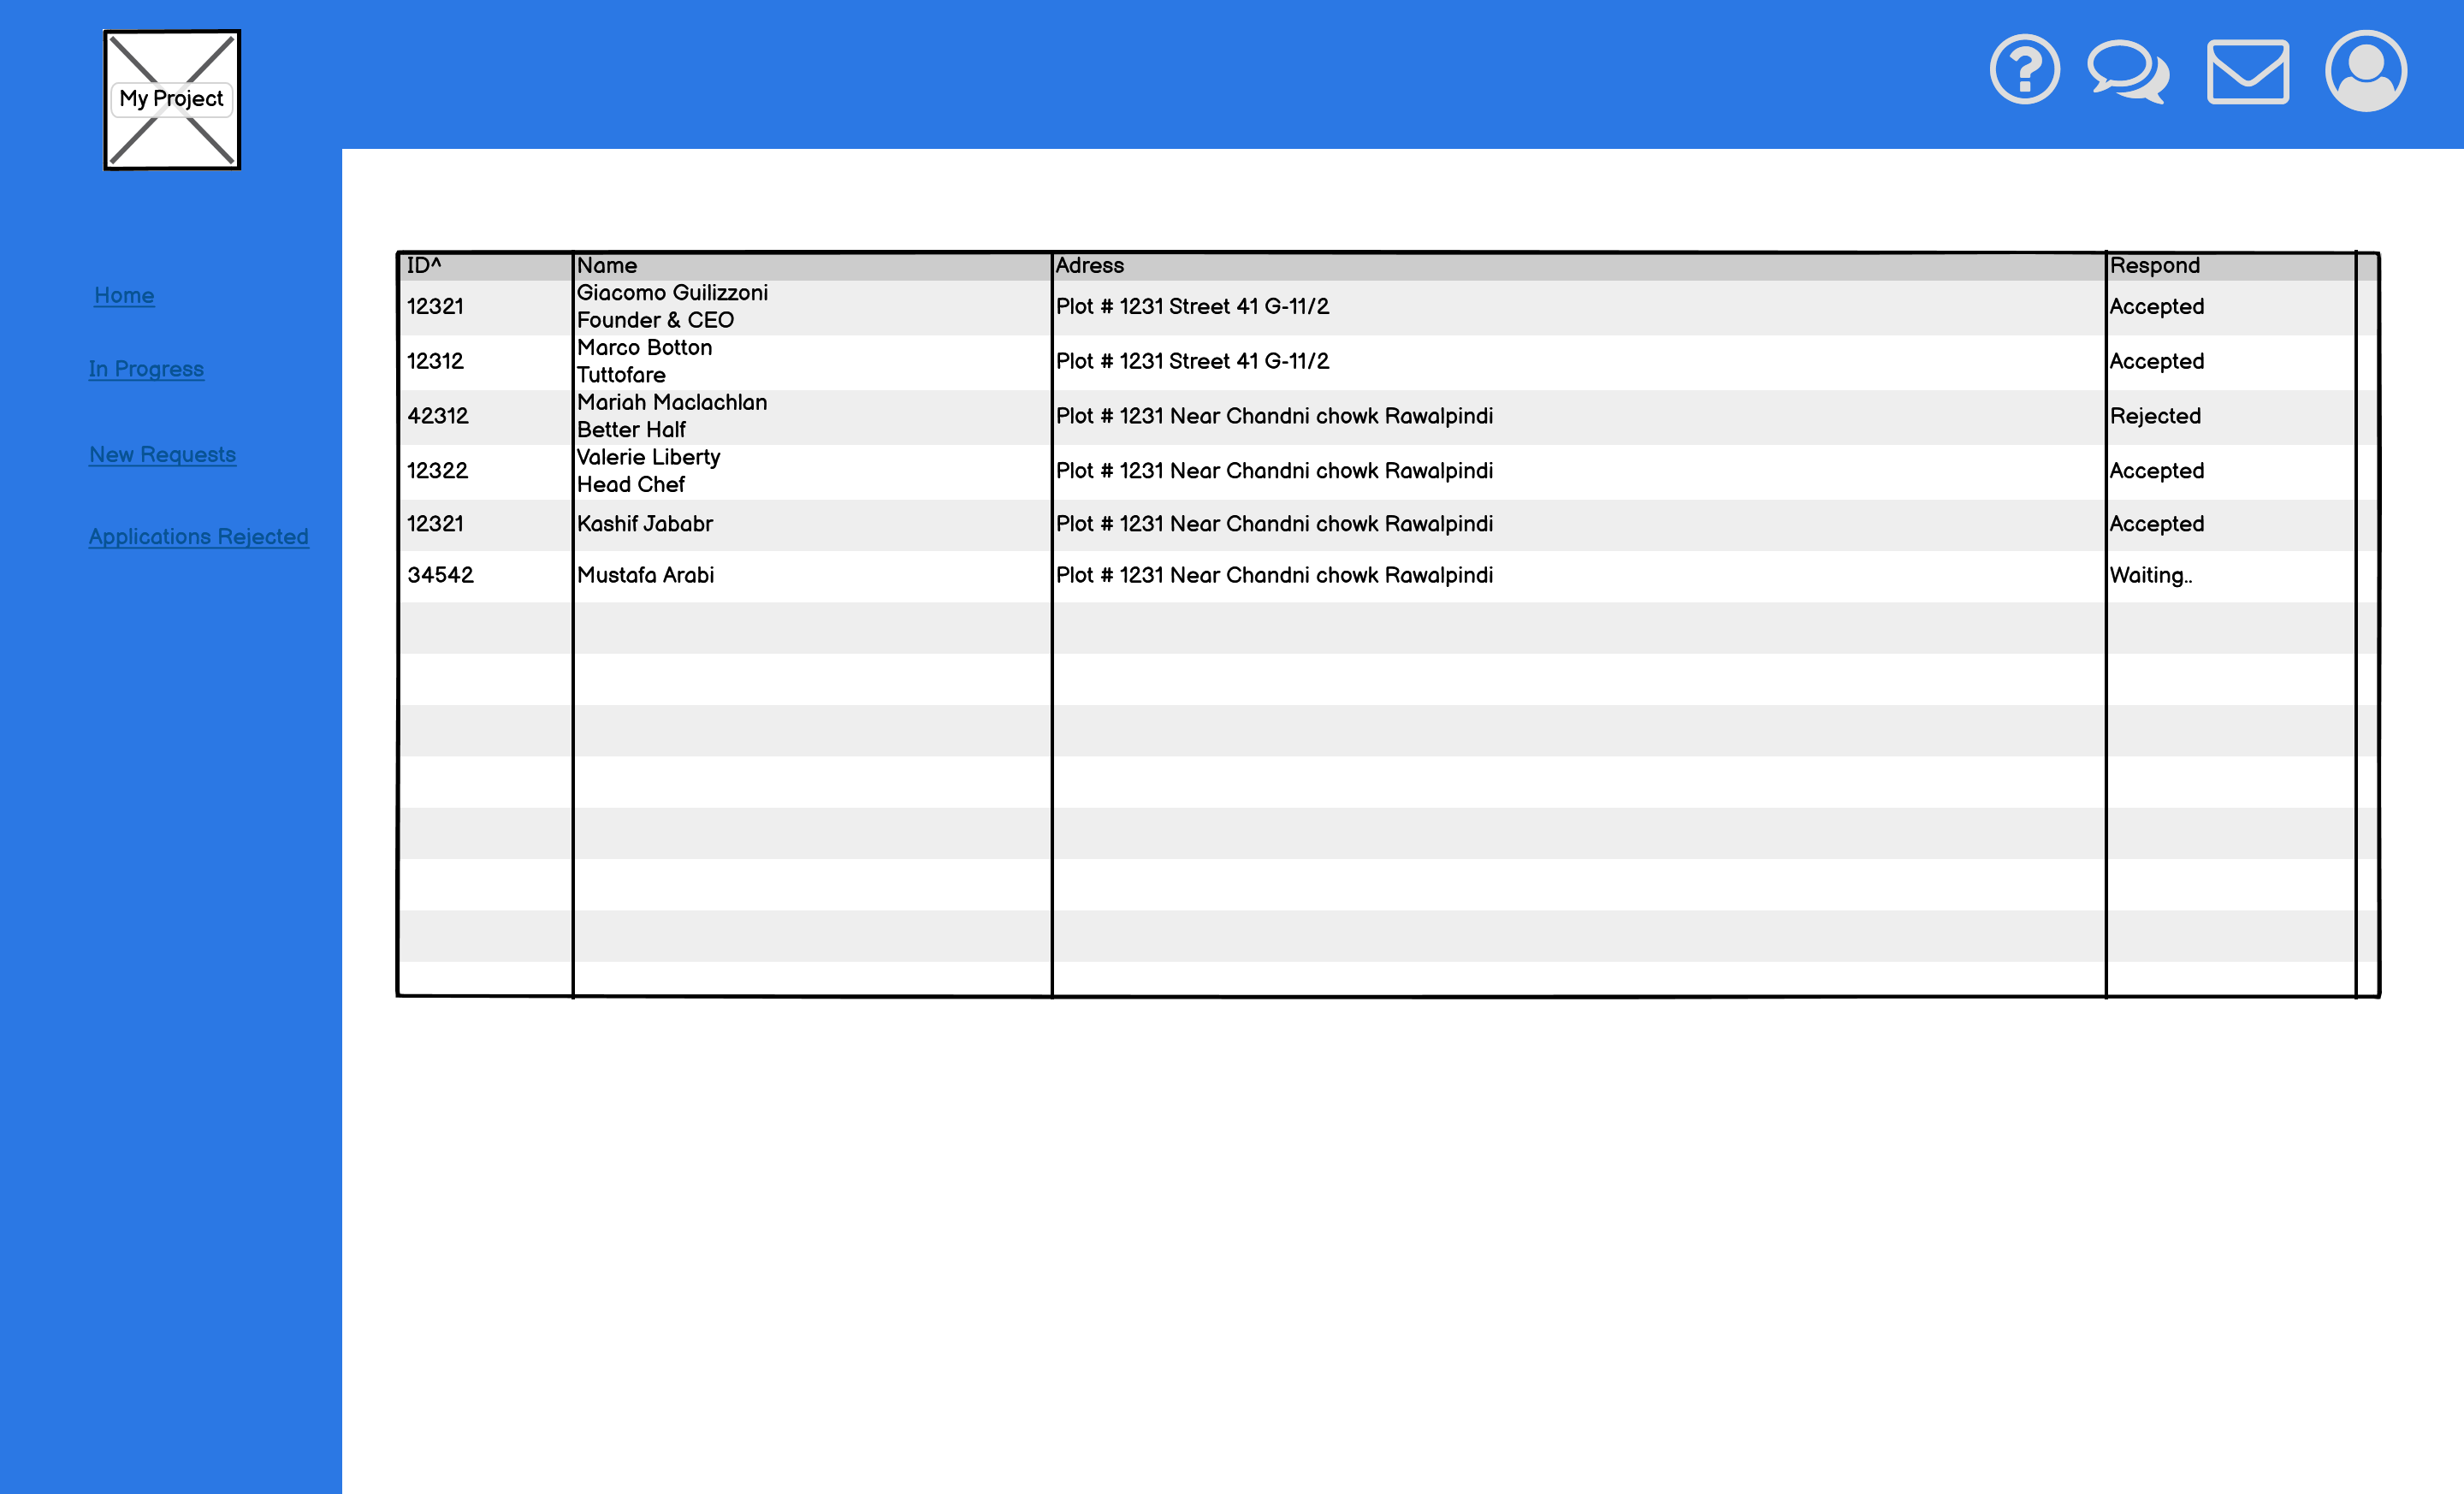 My Project
Home
In Progress
New Requests
Applications Rejected
ID^ Name Adress Respond
12321 Giacomo Guilizzoni Plot # 1231 Street 41 G-11/2 Accepted
Founder & CEO
12312 Marco Botton Plot # 1231 Street 41 G-11/2 Accepted
Tuttofare
42312 Mariah Maclachlan Plot # 1231 Near Chandni chowk Rawalpindi Rejected
Better Half
12322 Valerie Liberty Plot # 1231 Near Chandni chowk Rawalpindi Accepted
Head Chef
12321 Kashif Jababr Plot # 1231 Near Chandni chowk Rawalpindi Accepted
34542 Mustafa Arabi Plot # 1231 Near Chandni chowk Rawalpindi Waiting..